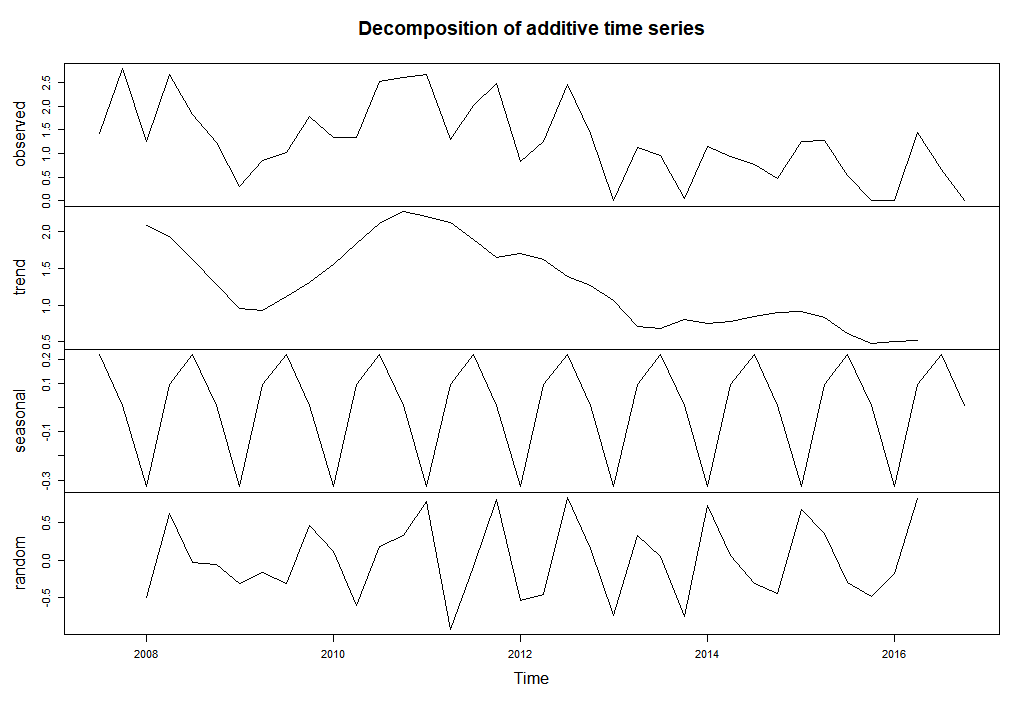 Decomposition of additive time series
observed
0.0 0.5 1.0 1.5 2.0 2.5
trend
0.5 1.0 1.5 2.0
seasonal
-0.3 -0.1 0.1 0.2
random
-0.5 0.0 0.5
2008 2010 2012 2014 2016
Time